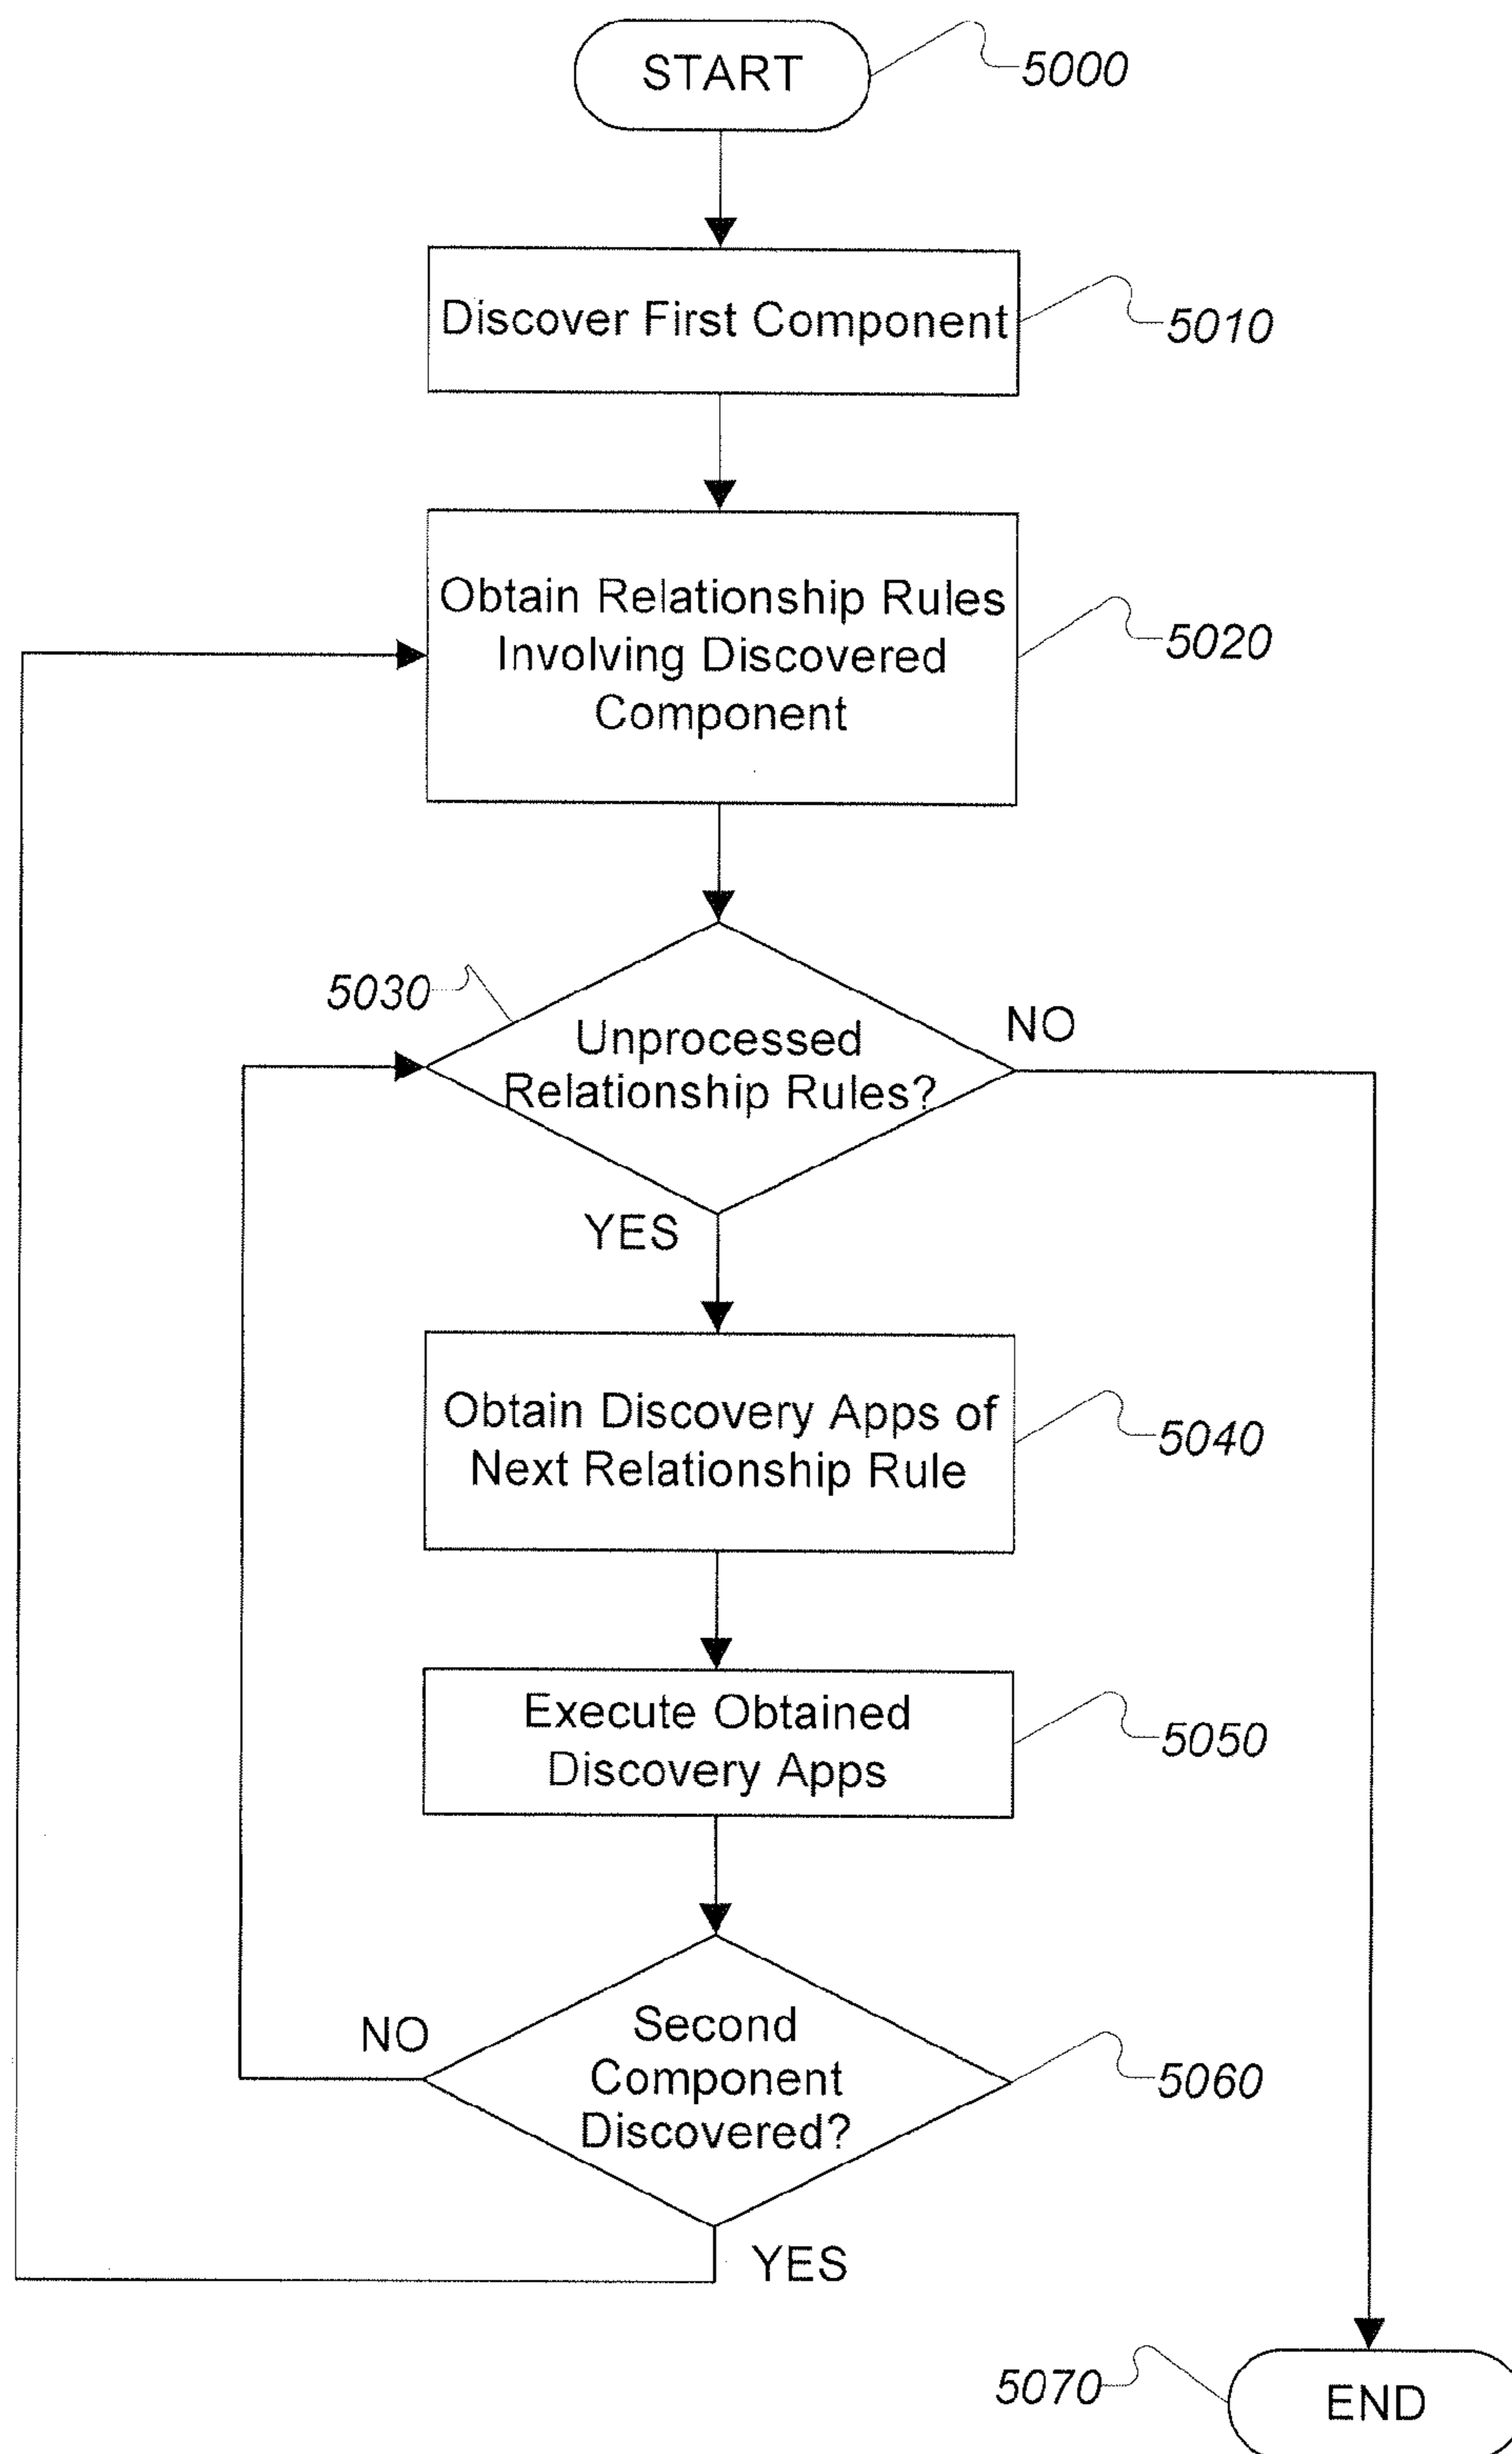 START
5000
Discover First Component
5010
Obtain Relationship Rules
Involving Discovered
Component
5020
5030
Unprocessed
Relationship Rules?
NO
YES
Obtain Discovery Apps of
Next Relationship Rule
5040
Execute Obtained
Discovery Apps
5050
NO
Second
Component
Discovered?
5060
YES
5070
END